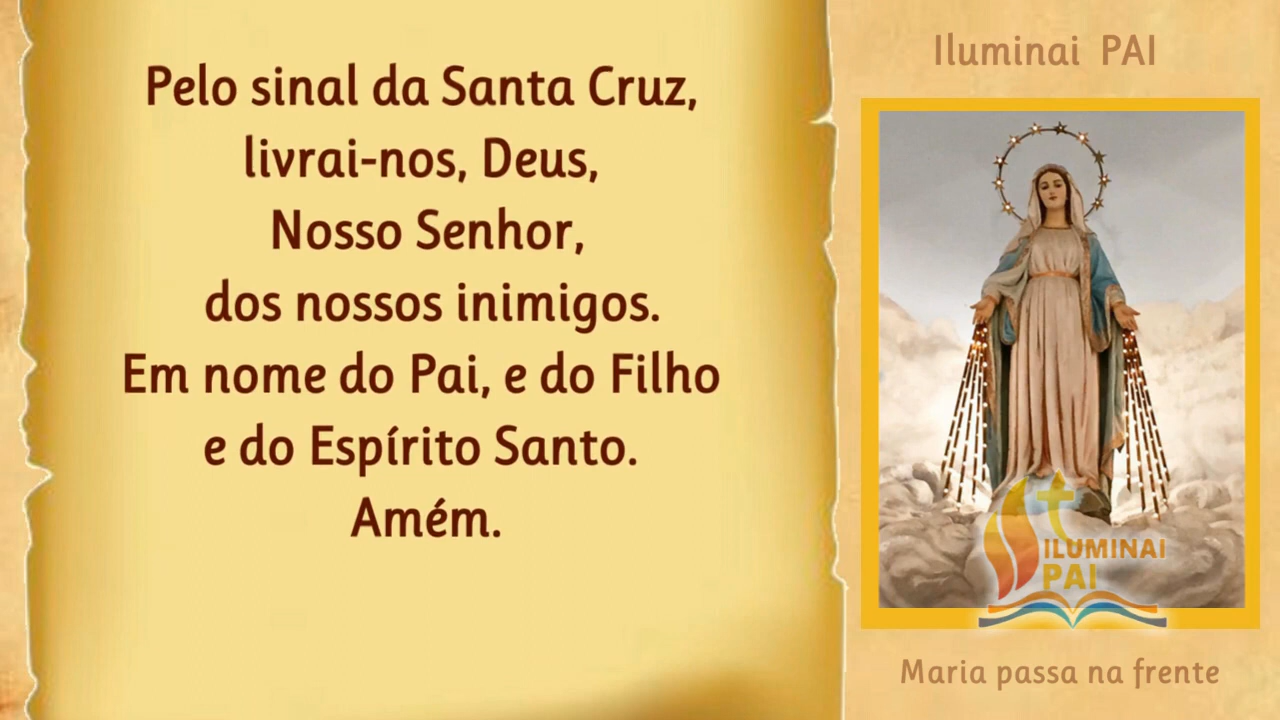 Pelo sinal da Santa Cruz,
livrai-nos, Deus,
Nosso Senhor,
dos nossos inimigos.
Em nome do Pai, e do Filho
e do Espírito Santo.
Amém.
Iluminai PAI
ILUMINAI
PAI
Maria passa na frente